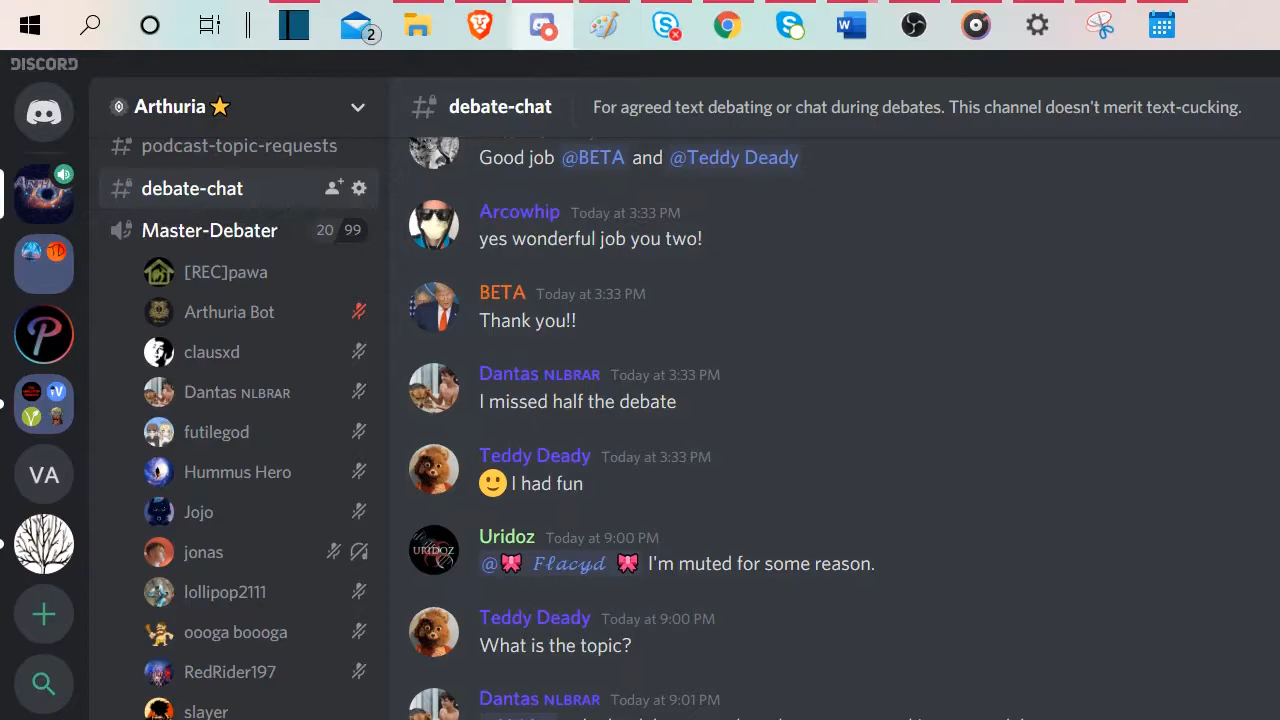 2
DISCORD
Arthuria
debate-chat
For agreed text debating or chat during debates. This channel doesn't merit text-cucking.
podcast-topic-requests
debate-chat
Master-Debater
20 99
[REC]pawa
Arthuria Bot
clausxd
Dantas NLBRAR
futilegod
Hummus Hero
Jojo
jonas
lollipop2111
oooga boooga
RedRider197
slayer
VA
Good job @BETA and @Teddy Deady
Arcowhip Today at 3:33 PM
yes wonderful job you two!
BETA Today at 3:33 PM
Thank you!!
Dantas NLBRAR Today at 3:33 PM
I missed half the debate
Teddy Deady Today at 3:33 PM
🙂 I had fun
URIDOZ
Uridoz Today at 9:00 PM
@🎀 𝓕𝓵𝓪𝓬𝔂𝓭 🎀 I'm muted for some reason.
Teddy Deady Today at 9:00 PM
What is the topic?
Dantas NLBRAR Today at 9:01 PM